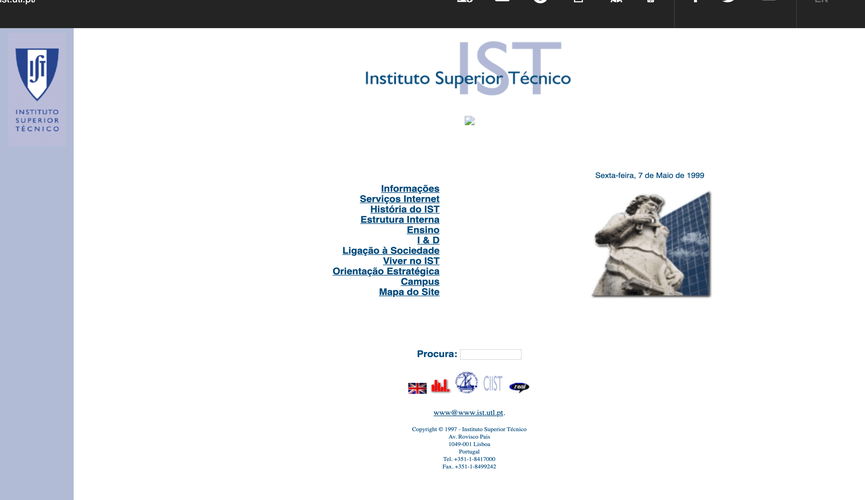 ist.utl.pt/
EN
INSTITUTO
SUPERIOR
TÉCNICO
IST
Instituto Superior Técnico
Sexta-feira, 7 de Maio de 1999
Informações
Serviços Internet
História do IST
Estrutura Interna
Ensino
I & D
Ligação à Sociedade
Viver no IST
Orientação Estratégica
Campus
Mapa do Site
Procura:
CIIST
real
www@www.ist.utl.pt.
Copyright © 1997 - Instituto Superior Técnico
Av. Rovisco Pais
1049-001 Lisboa
Portugal
Tel. +351-1-8417000
Fax. +351-1-8499242